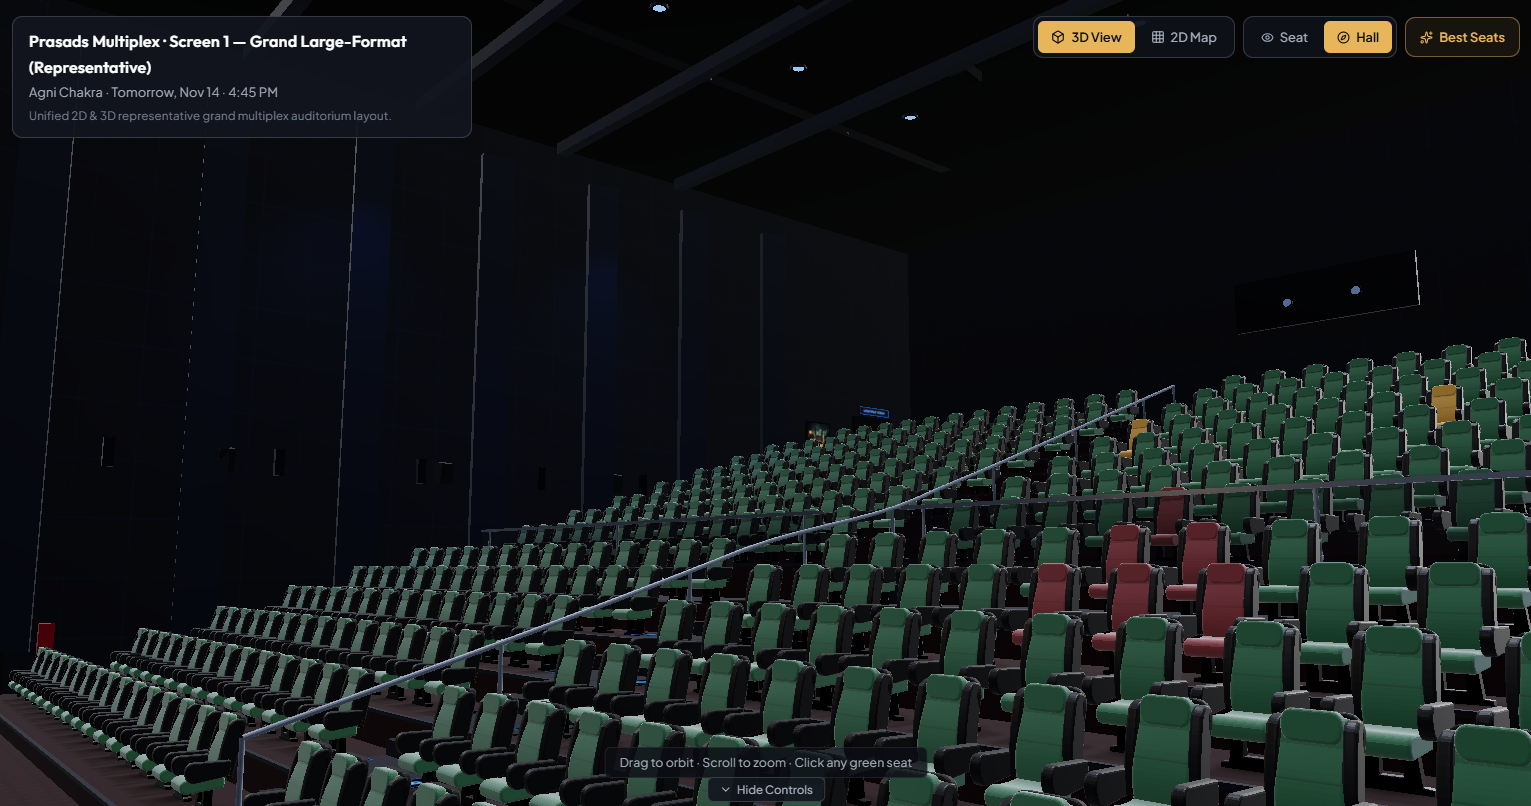 Prasads Multiplex · Screen 1 — Grand Large-Format
(Representative)
Agni Chakra · Tomorrow, Nov 14 · 4:45 PM
Unified 2D & 3D representative grand multiplex auditorium layout.
3D View
2D Map
Seat
Hall
Best Seats
Drag to orbit · Scroll to zoom · Click any green seat
Hide Controls